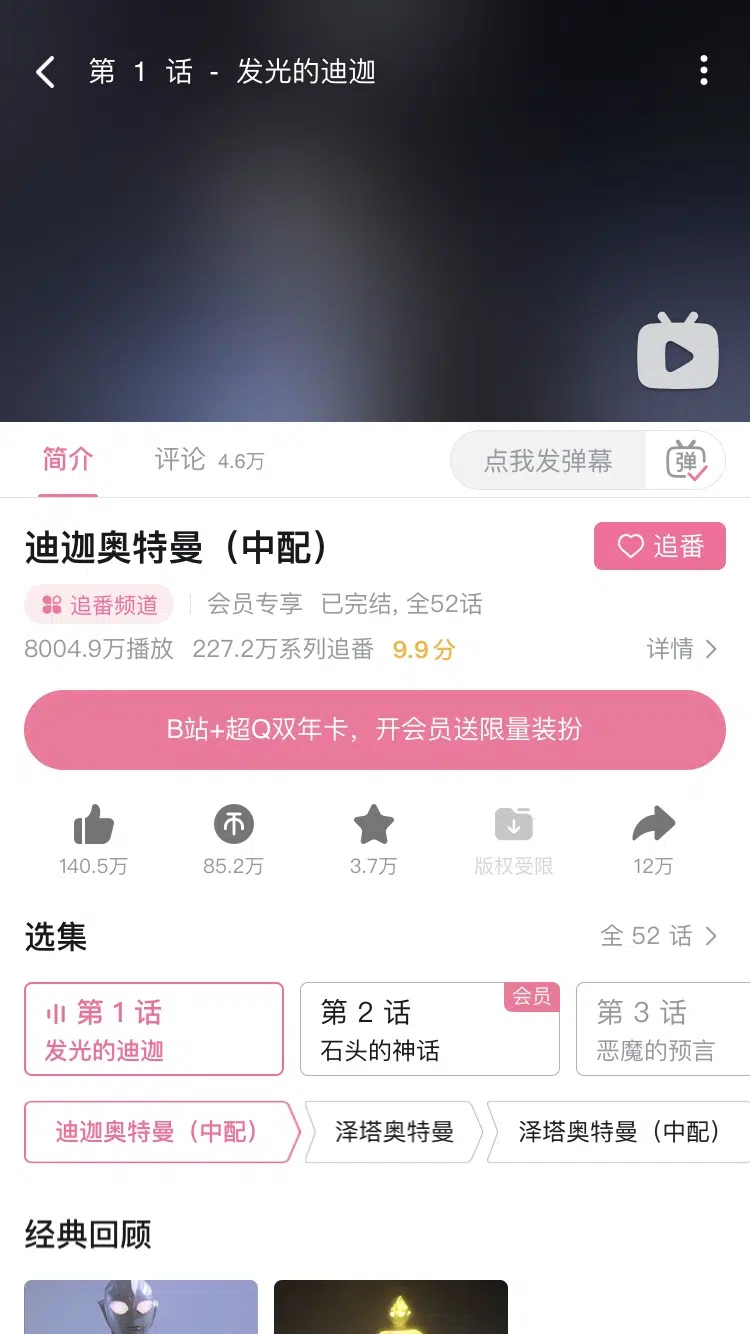 第 1 话 - 发光的迪迦
简介 评论 4.6万 点我发弹幕 弹
迪迦奥特曼（中配） 追番
追番频道 会员专享 已完结, 全52话
8004.9万播放 227.2万系列追番 9.9分 详情
B站+超Q双年卡，开会员送限量装扮
140.5万 85.2万 3.7万 版权受限 12万
选集 全 52 话
第 1 话 第 2 话 会员 第 3 话
发光的迪迦 石头的神话 恶魔的预言
迪迦奥特曼（中配） 泽塔奥特曼 泽塔奥特曼（中配）
经典回顾